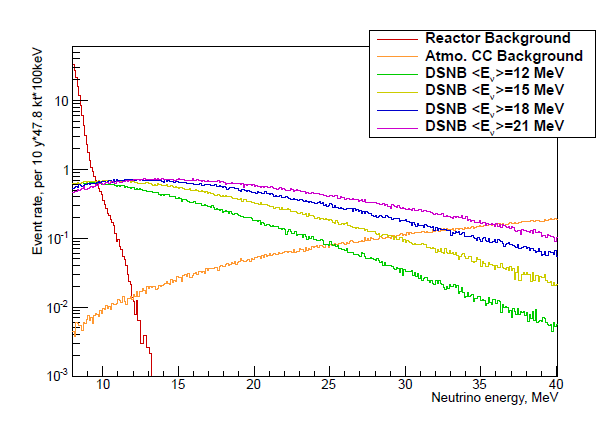 Reactor Background
Atmo. CC Background
DSNB <Eν>=12 MeV
DSNB <Eν>=15 MeV
DSNB <Eν>=18 MeV
DSNB <Eν>=21 MeV
Event rate, per 10 y*47.8 kt*100keV
10
1
10-1
10-2
10-3
10 15 20 25 30 35 40
Neutrino energy, MeV